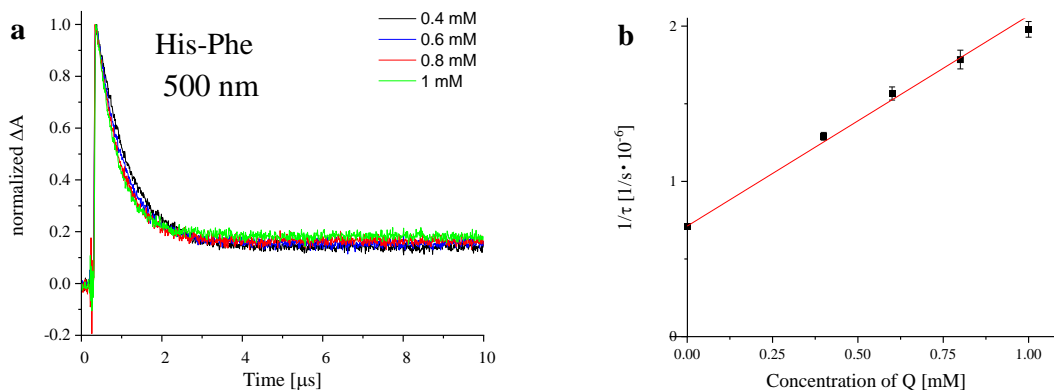 a
His-Phe
500 nm
0.4 mM
0.6 mM
0.8 mM
1 mM
1.0
0.8
0.6
0.4
0.2
0.0
-0.2
normalized ΔA
0
2
4
6
8
10
Time [μs]
b
2
1
0
1/τ [1/s·10⁻⁶]
0.00
0.25
0.50
0.75
1.00
Concentration of Q [mM]